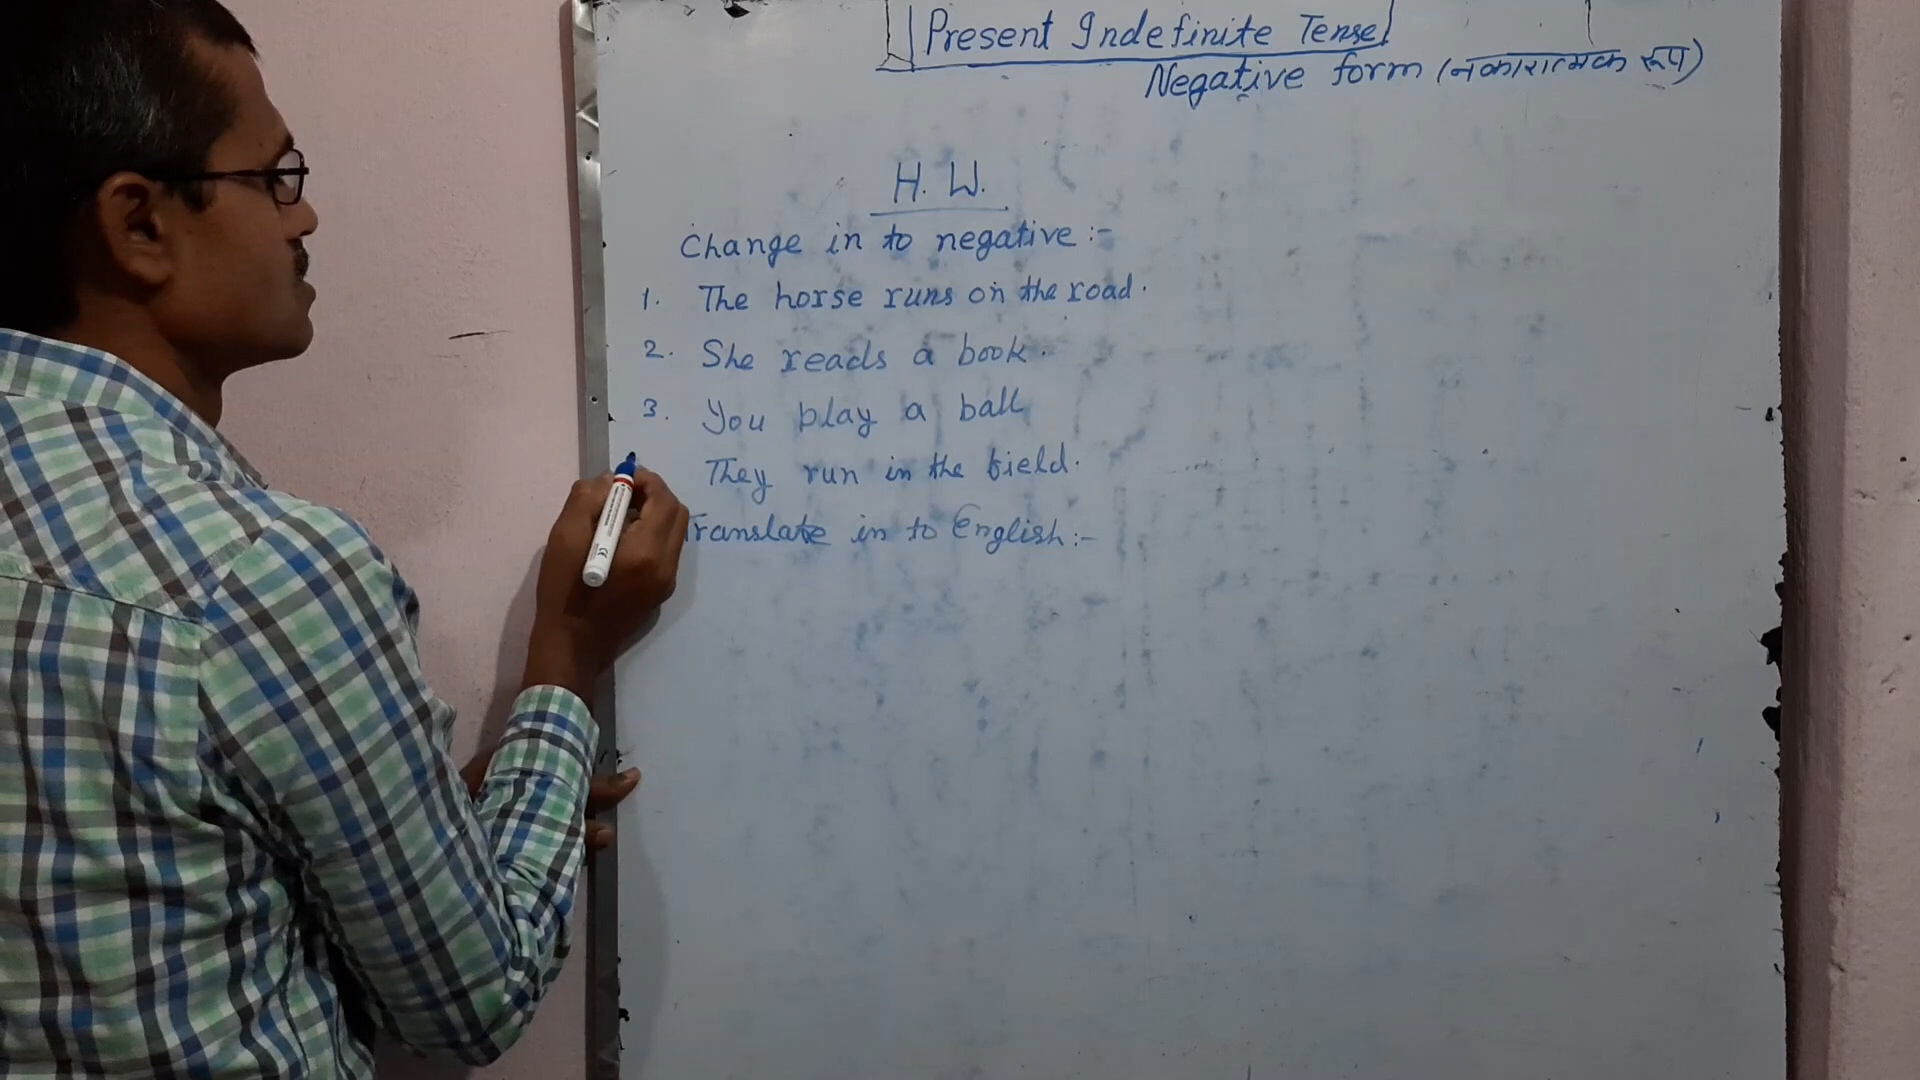 Present Indefinite Tense
Negative form (नकारात्मक रूप)
H. W.
Change in to negative :-
1. The horse runs on the road.
2. She reads a book.
3. You play a ball
They run in the field.
Translate in to English :-